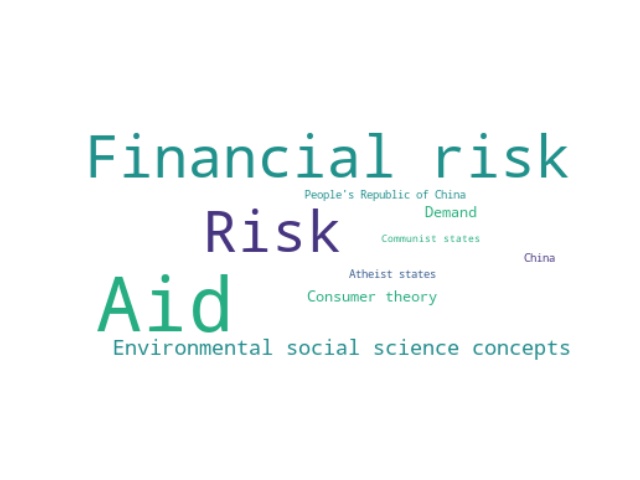 Financial risk
People's Republic of China
Demand
Risk
Communist states
China
Atheist states
Consumer theory
Aid
Environmental social science concepts